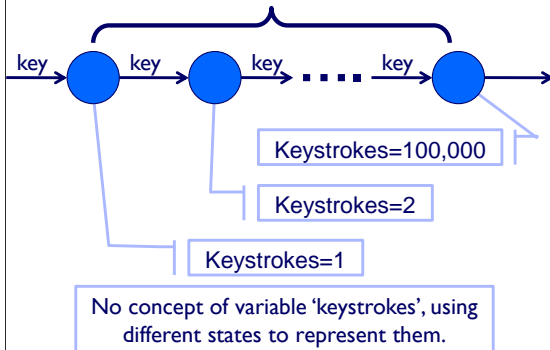 key
key
key
key
Keystrokes=100,000
Keystrokes=2
Keystrokes=1
No concept of variable ‘keystrokes’, using
different states to represent them.